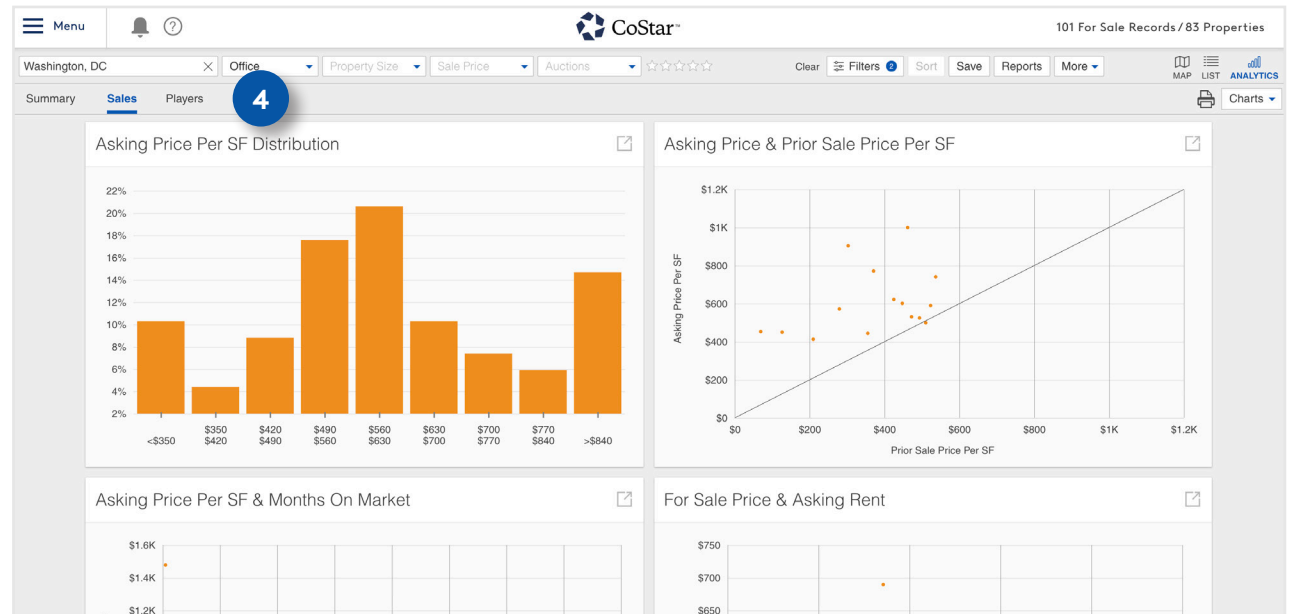 Menu
?
CoStar™
101 For Sale Records / 83 Properties
Washington, DC
Office
Property Size
Sale Price
Auctions
Clear
Filters 2
Sort
Save
Reports
More
MAP
LIST
ANALYTICS
Summary
Sales
Players
4
Charts
Asking Price Per SF Distribution
22%
20%
18%
16%
14%
12%
10%
8%
6%
4%
2%
<$350
$350 $420
$420 $490
$490 $560
$560 $630
$630 $700
$700 $770
$770 $840
>$840
Asking Price & Prior Sale Price Per SF
Asking Price Per SF
$1.2K
$1K
$800
$600
$400
$200
$0
$0
$200
$400
$600
$800
$1K
$1.2K
Prior Sale Price Per SF
Asking Price Per SF & Months On Market
$1.6K
$1.4K
$1.2K
For Sale Price & Asking Rent
$750
$700
$650